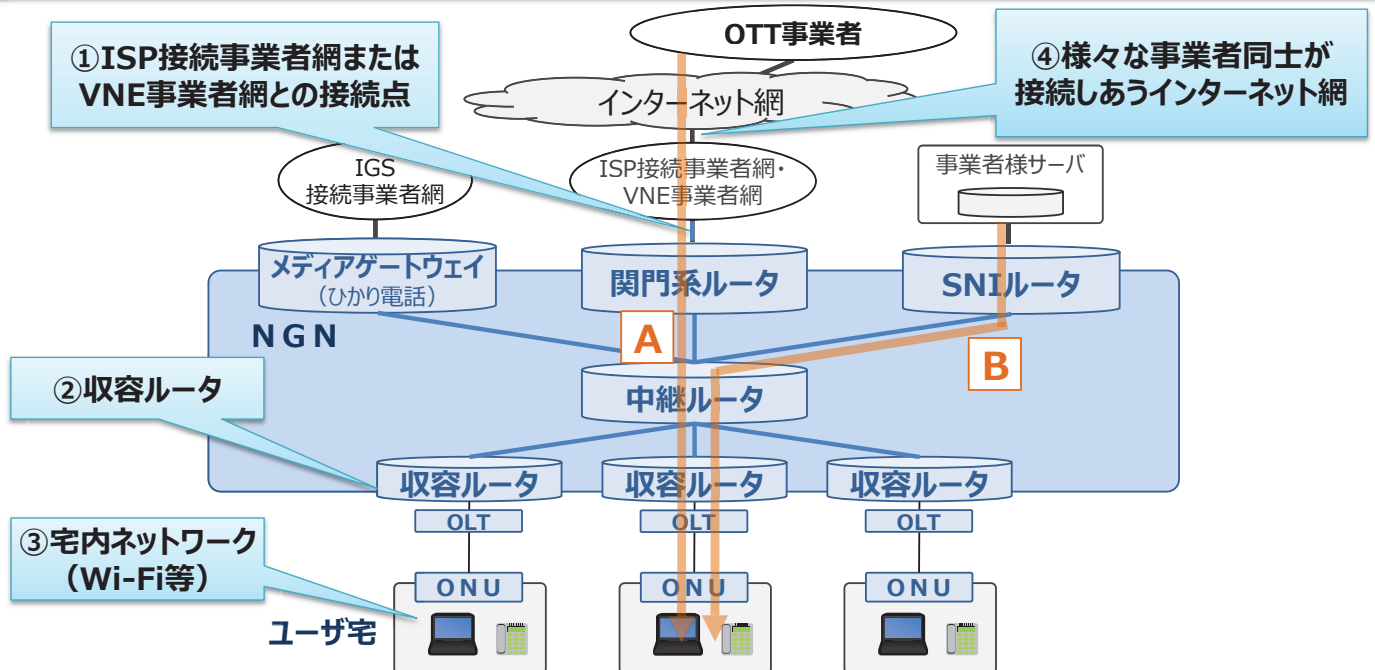 OTT事業者
①ISP接続事業者網または
VNE事業者網との接続点
④様々な事業者同士が
接続しあうインターネット網
インターネット網
IGS
接続事業者網
ISP接続事業者網・
VNE事業者網
事業者様サーバ
メディアゲートウェイ
(ひかり電話)
関門系ルータ
SNIルータ
NGN
A
B
②収容ルータ
中継ルータ
収容ルータ
収容ルータ
収容ルータ
OLT
OLT
OLT
③宅内ネットワーク
(Wi-Fi等)
ONU
ONU
ONU
ユーザ宅